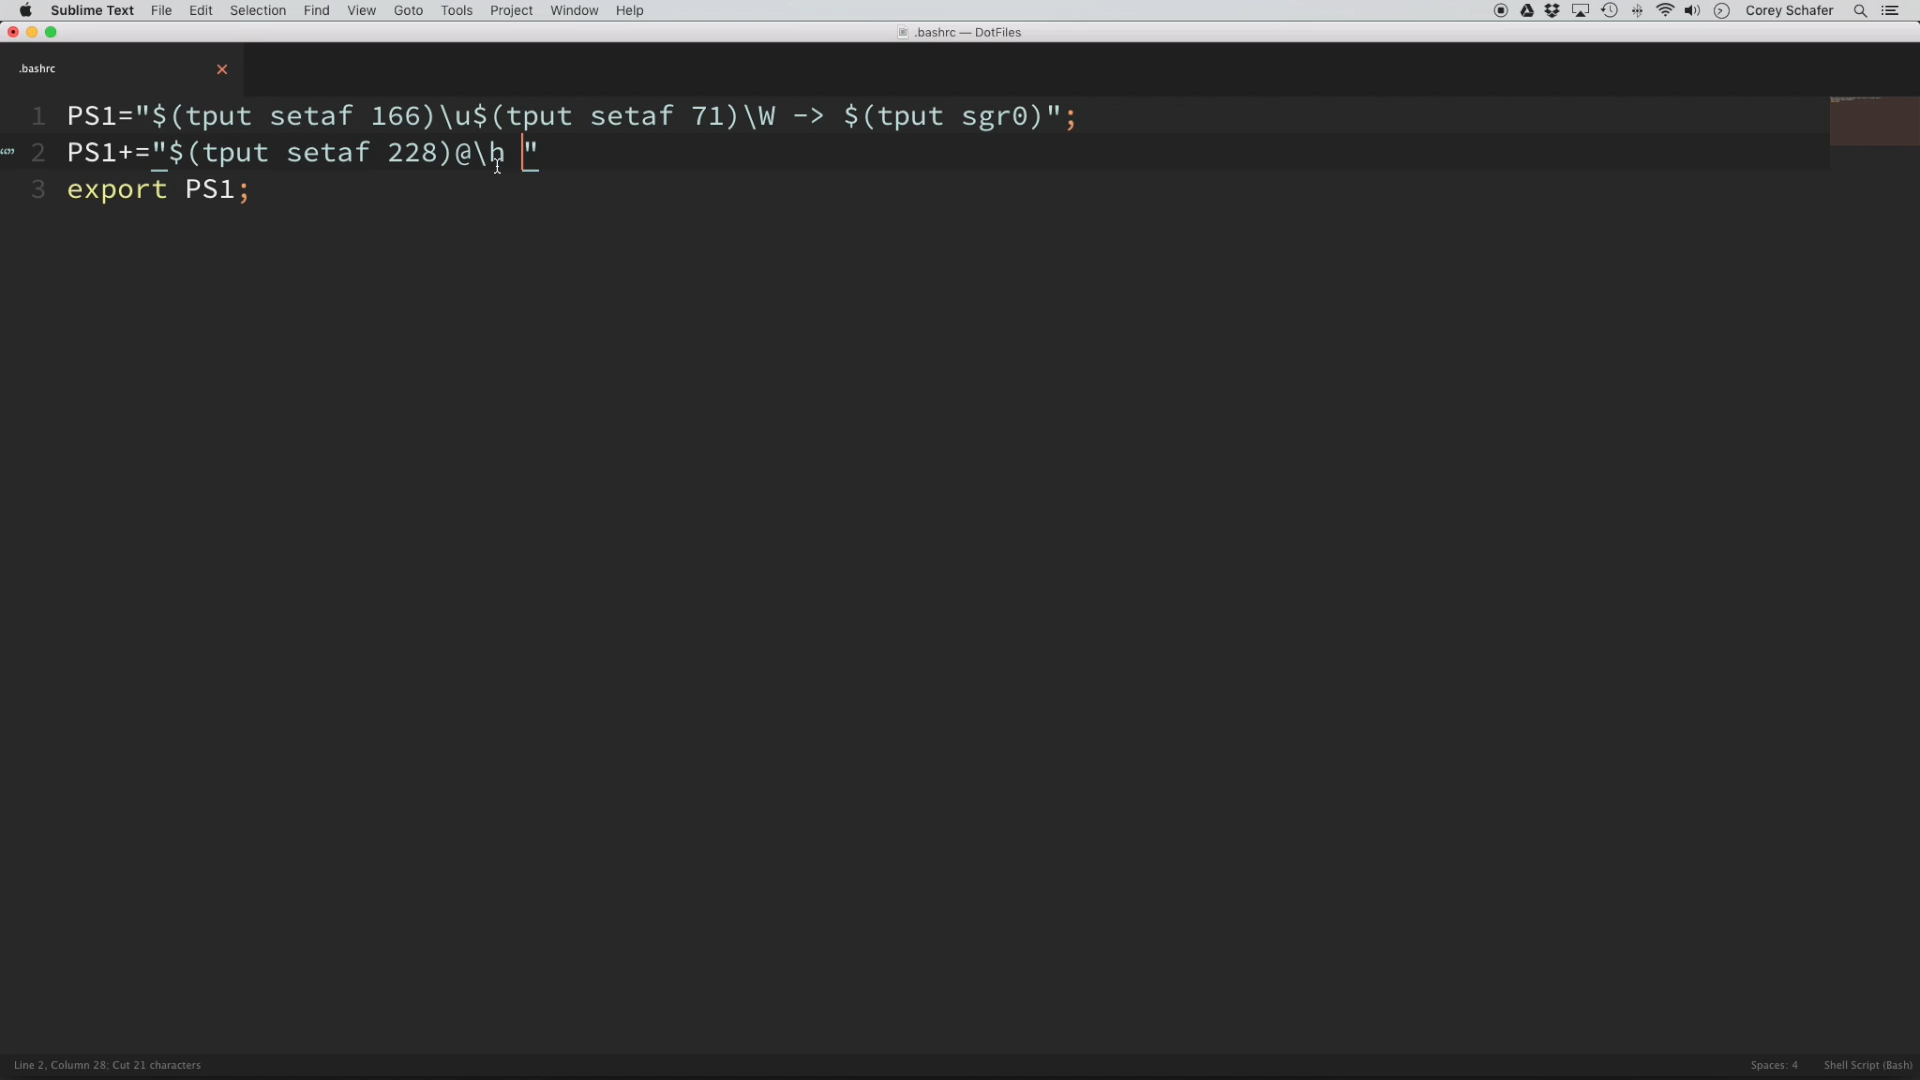 Sublime Text File Edit Selection Find View Goto Tools Project Window Help Corey Schafer
.bashrc — DotFiles
.bashrc
1 PS1="$(tput setaf 166)\u$(tput setaf 71)\W -> $(tput sgr0)";
2 PS1+="$(tput setaf 228)@\h "
3 export PS1;
Line 2, Column 28; Cut 21 characters Spaces: 4 Shell Script (Bash)